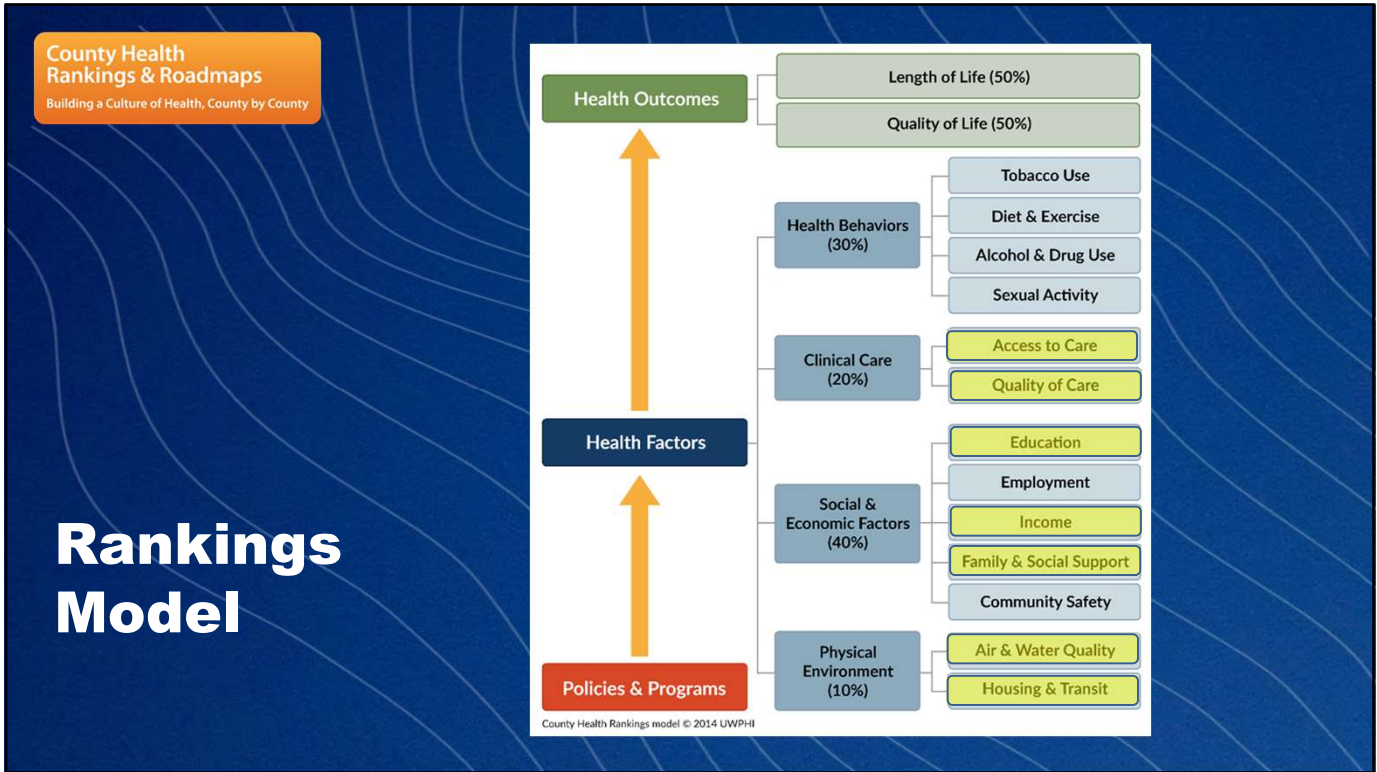 County Health
Rankings & Roadmaps
Building a Culture of Health, County by County
Rankings
Model
Health Outcomes
Length of Life (50%)
Quality of Life (50%)
Health Factors
Health Behaviors
(30%)
Tobacco Use
Diet & Exercise
Alcohol & Drug Use
Sexual Activity
Clinical Care
(20%)
Access to Care
Quality of Care
Social &
Economic Factors
(40%)
Education
Employment
Income
Family & Social Support
Community Safety
Physical
Environment
(10%)
Air & Water Quality
Housing & Transit
Policies & Programs
County Health Rankings model © 2014 UWPHI